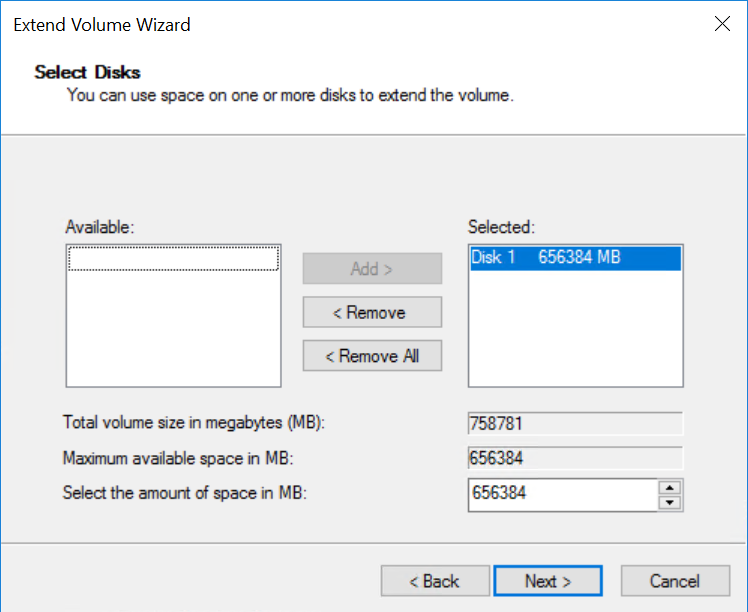 Extend Volume Wizard
Select Disks
You can use space on one or more disks to extend the volume.
Available:
Selected:
Add >
Disk 1 656384 MB
< Remove
< Remove All
Total volume size in megabytes (MB): 758781
Maximum available space in MB: 656384
Select the amount of space in MB: 656384
< Back Next > Cancel